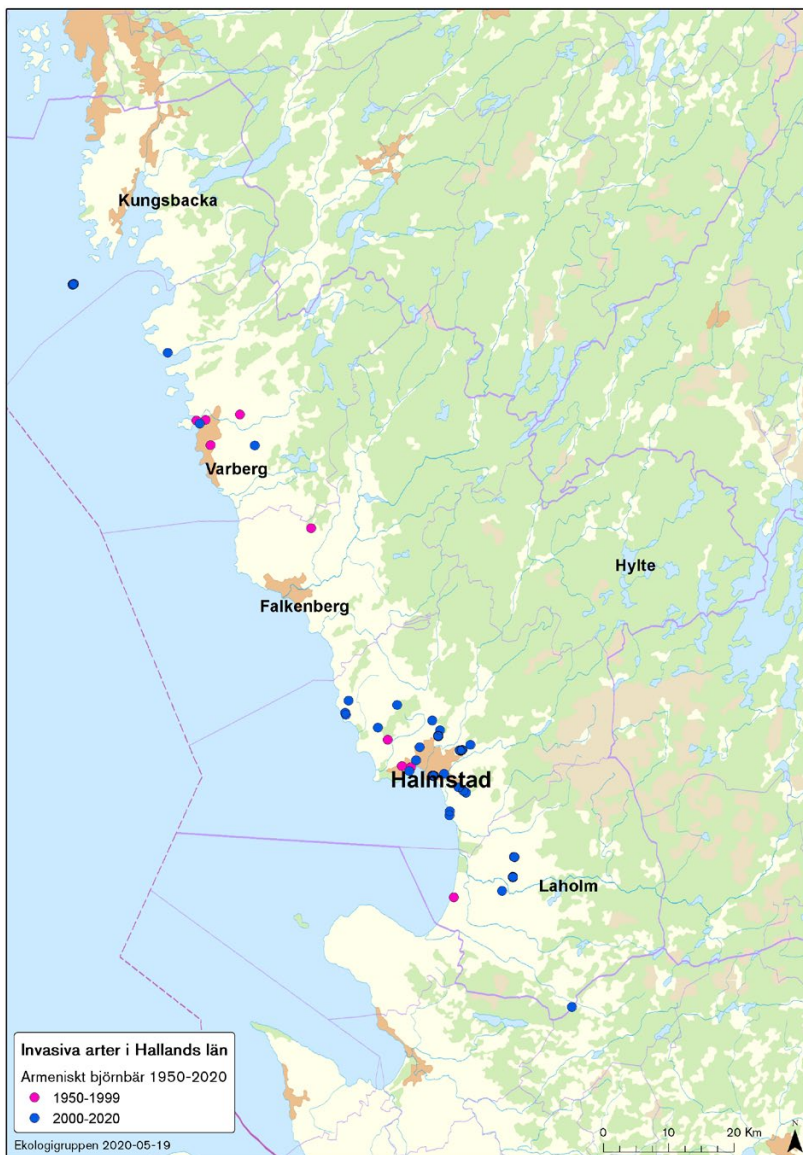 Kungsbacka
Varberg
Hylte
Falkenberg
Halmstad
Laholm
Invasiva arter i Hallands län
Armeniskt björnbär 1950-2020
1950-1999
2000-2020
Ekologigruppen 2020-05-19
0 10 20 Km
N